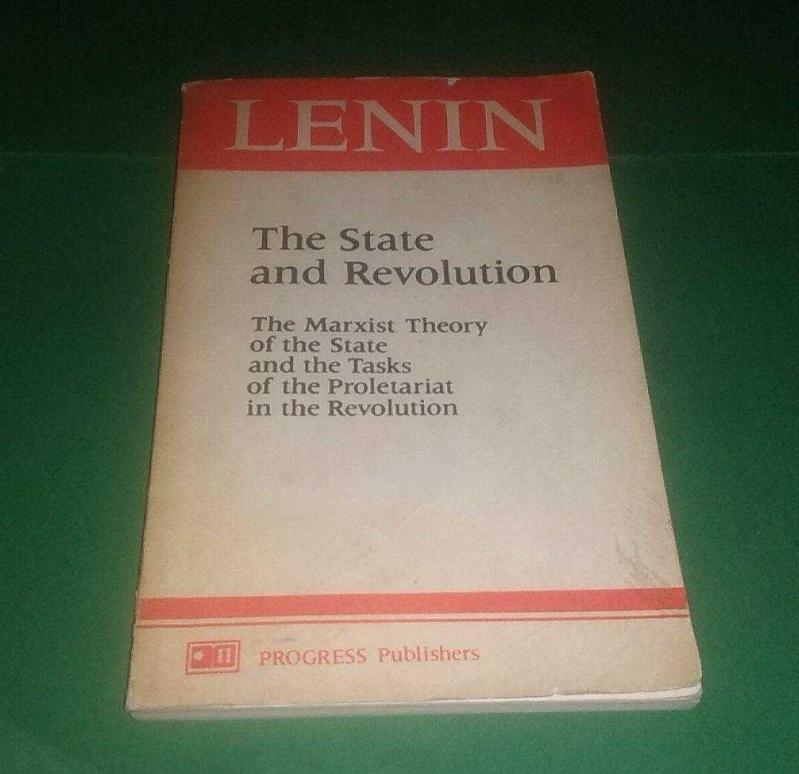 LENIN
The State
and Revolution
The Marxist Theory
of the State
and the Tasks
of the Proletariat
in the Revolution
PROGRESS Publishers